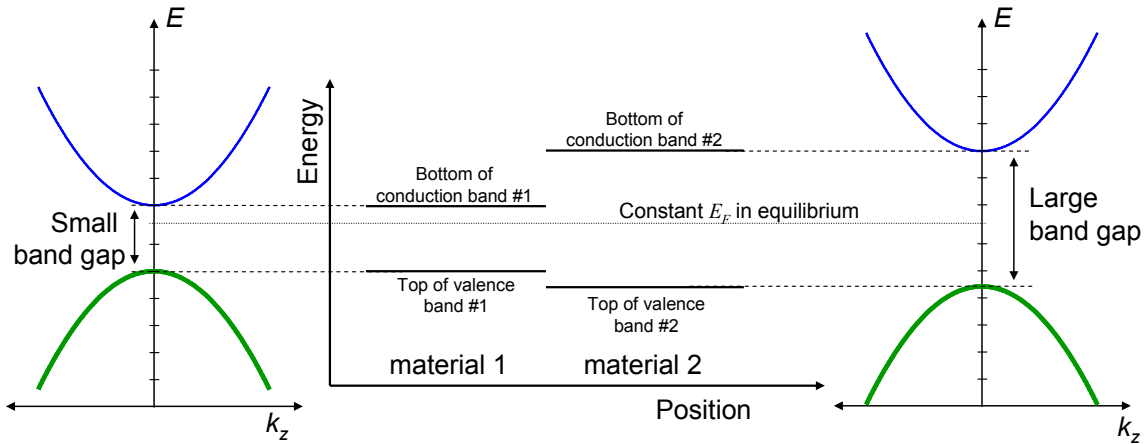 E
Small
band gap
k_z
Energy
Bottom of
conduction band #1
Bottom of
conduction band #2
Constant E_F in equilibrium
Top of valence
band #1
Top of valence
band #2
material 1
material 2
Position
E
Large
band gap
k_z